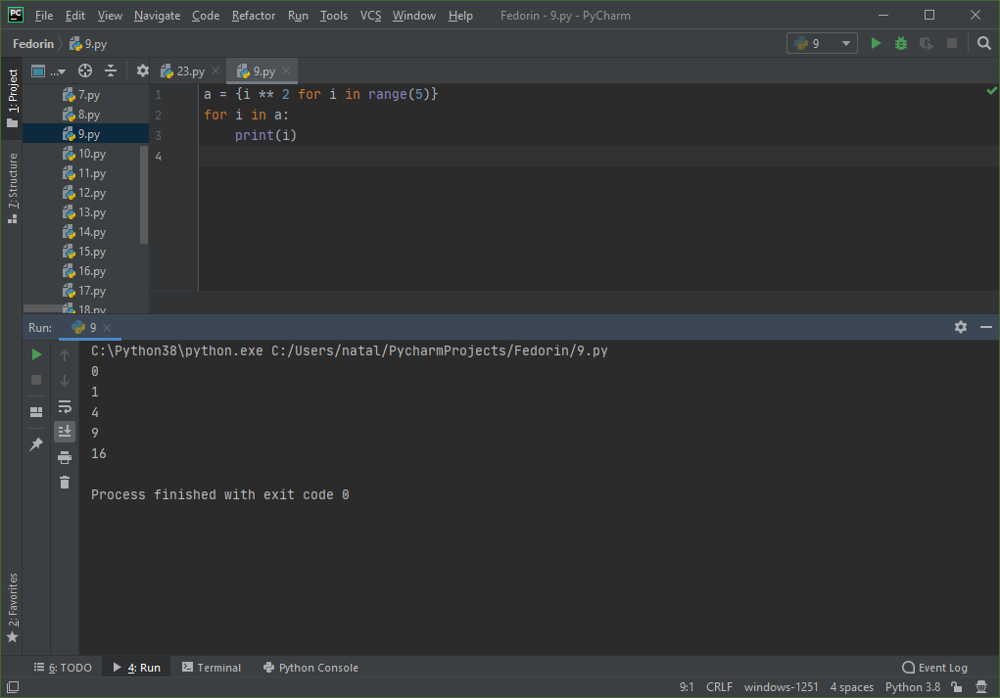 PC File Edit View Navigate Code Refactor Run Tools VCS Window Help Fedorin - 9.py - PyCharm
Fedorin 9.py 9
1: Project
... 23.py 9.py
7.py
8.py
9.py
10.py
11.py
12.py
13.py
14.py
15.py
16.py
17.py
18.py
1 a = {i ** 2 for i in range(5)}
2 for i in a:
3     print(i)
4
7: Structure
Run: 9
C:\Python38\python.exe C:/Users/natal/PycharmProjects/Fedorin/9.py
0
1
4
9
16
Process finished with exit code 0
2: Favorites
6: TODO 4: Run Terminal Python Console Event Log
9:1 CRLF windows-1251 4 spaces Python 3.8